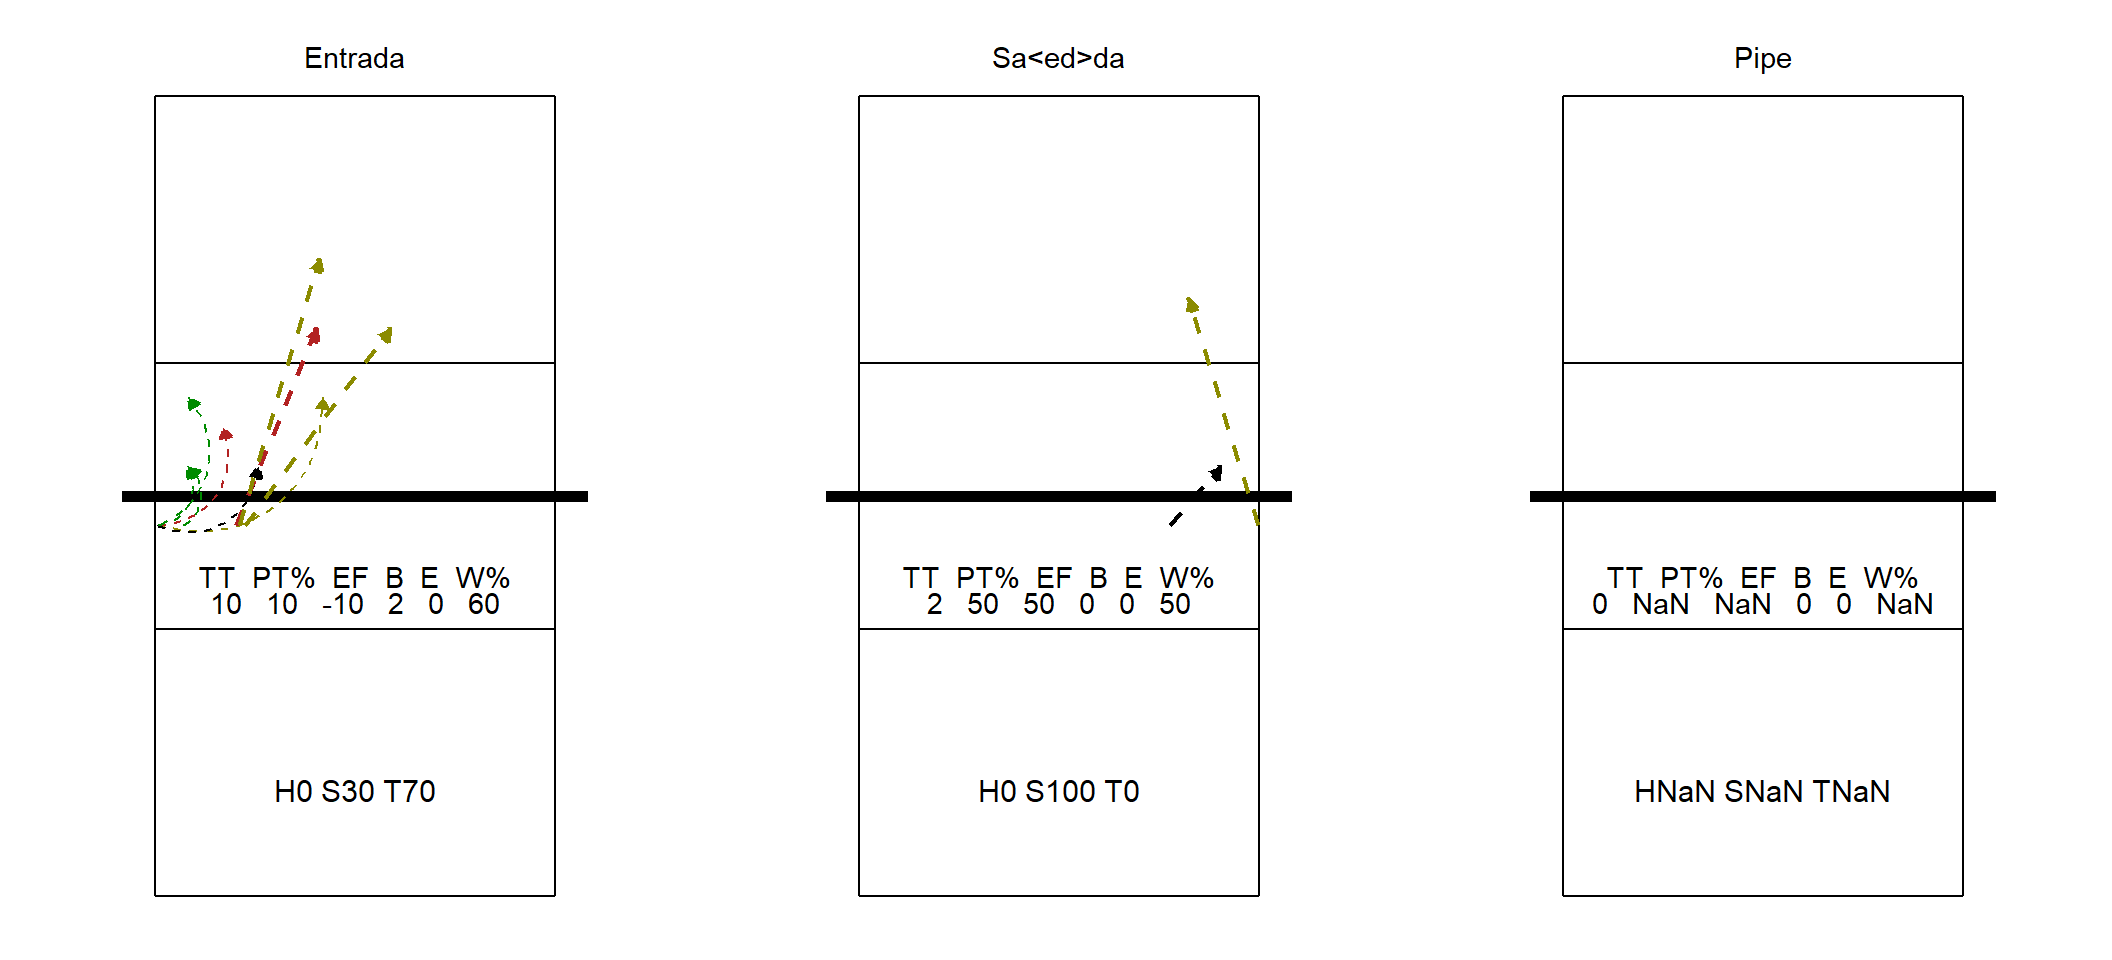 Entrada
TT PT% EF B E W%
10 10 -10 2 0 60
H0 S30 T70
Sa<ed>da
TT PT% EF B E W%
2 50 50 0 0 50
H0 S100 T0
Pipe
TT PT% EF B E W%
0 NaN NaN 0 0 NaN
HNaN SNaN TNaN